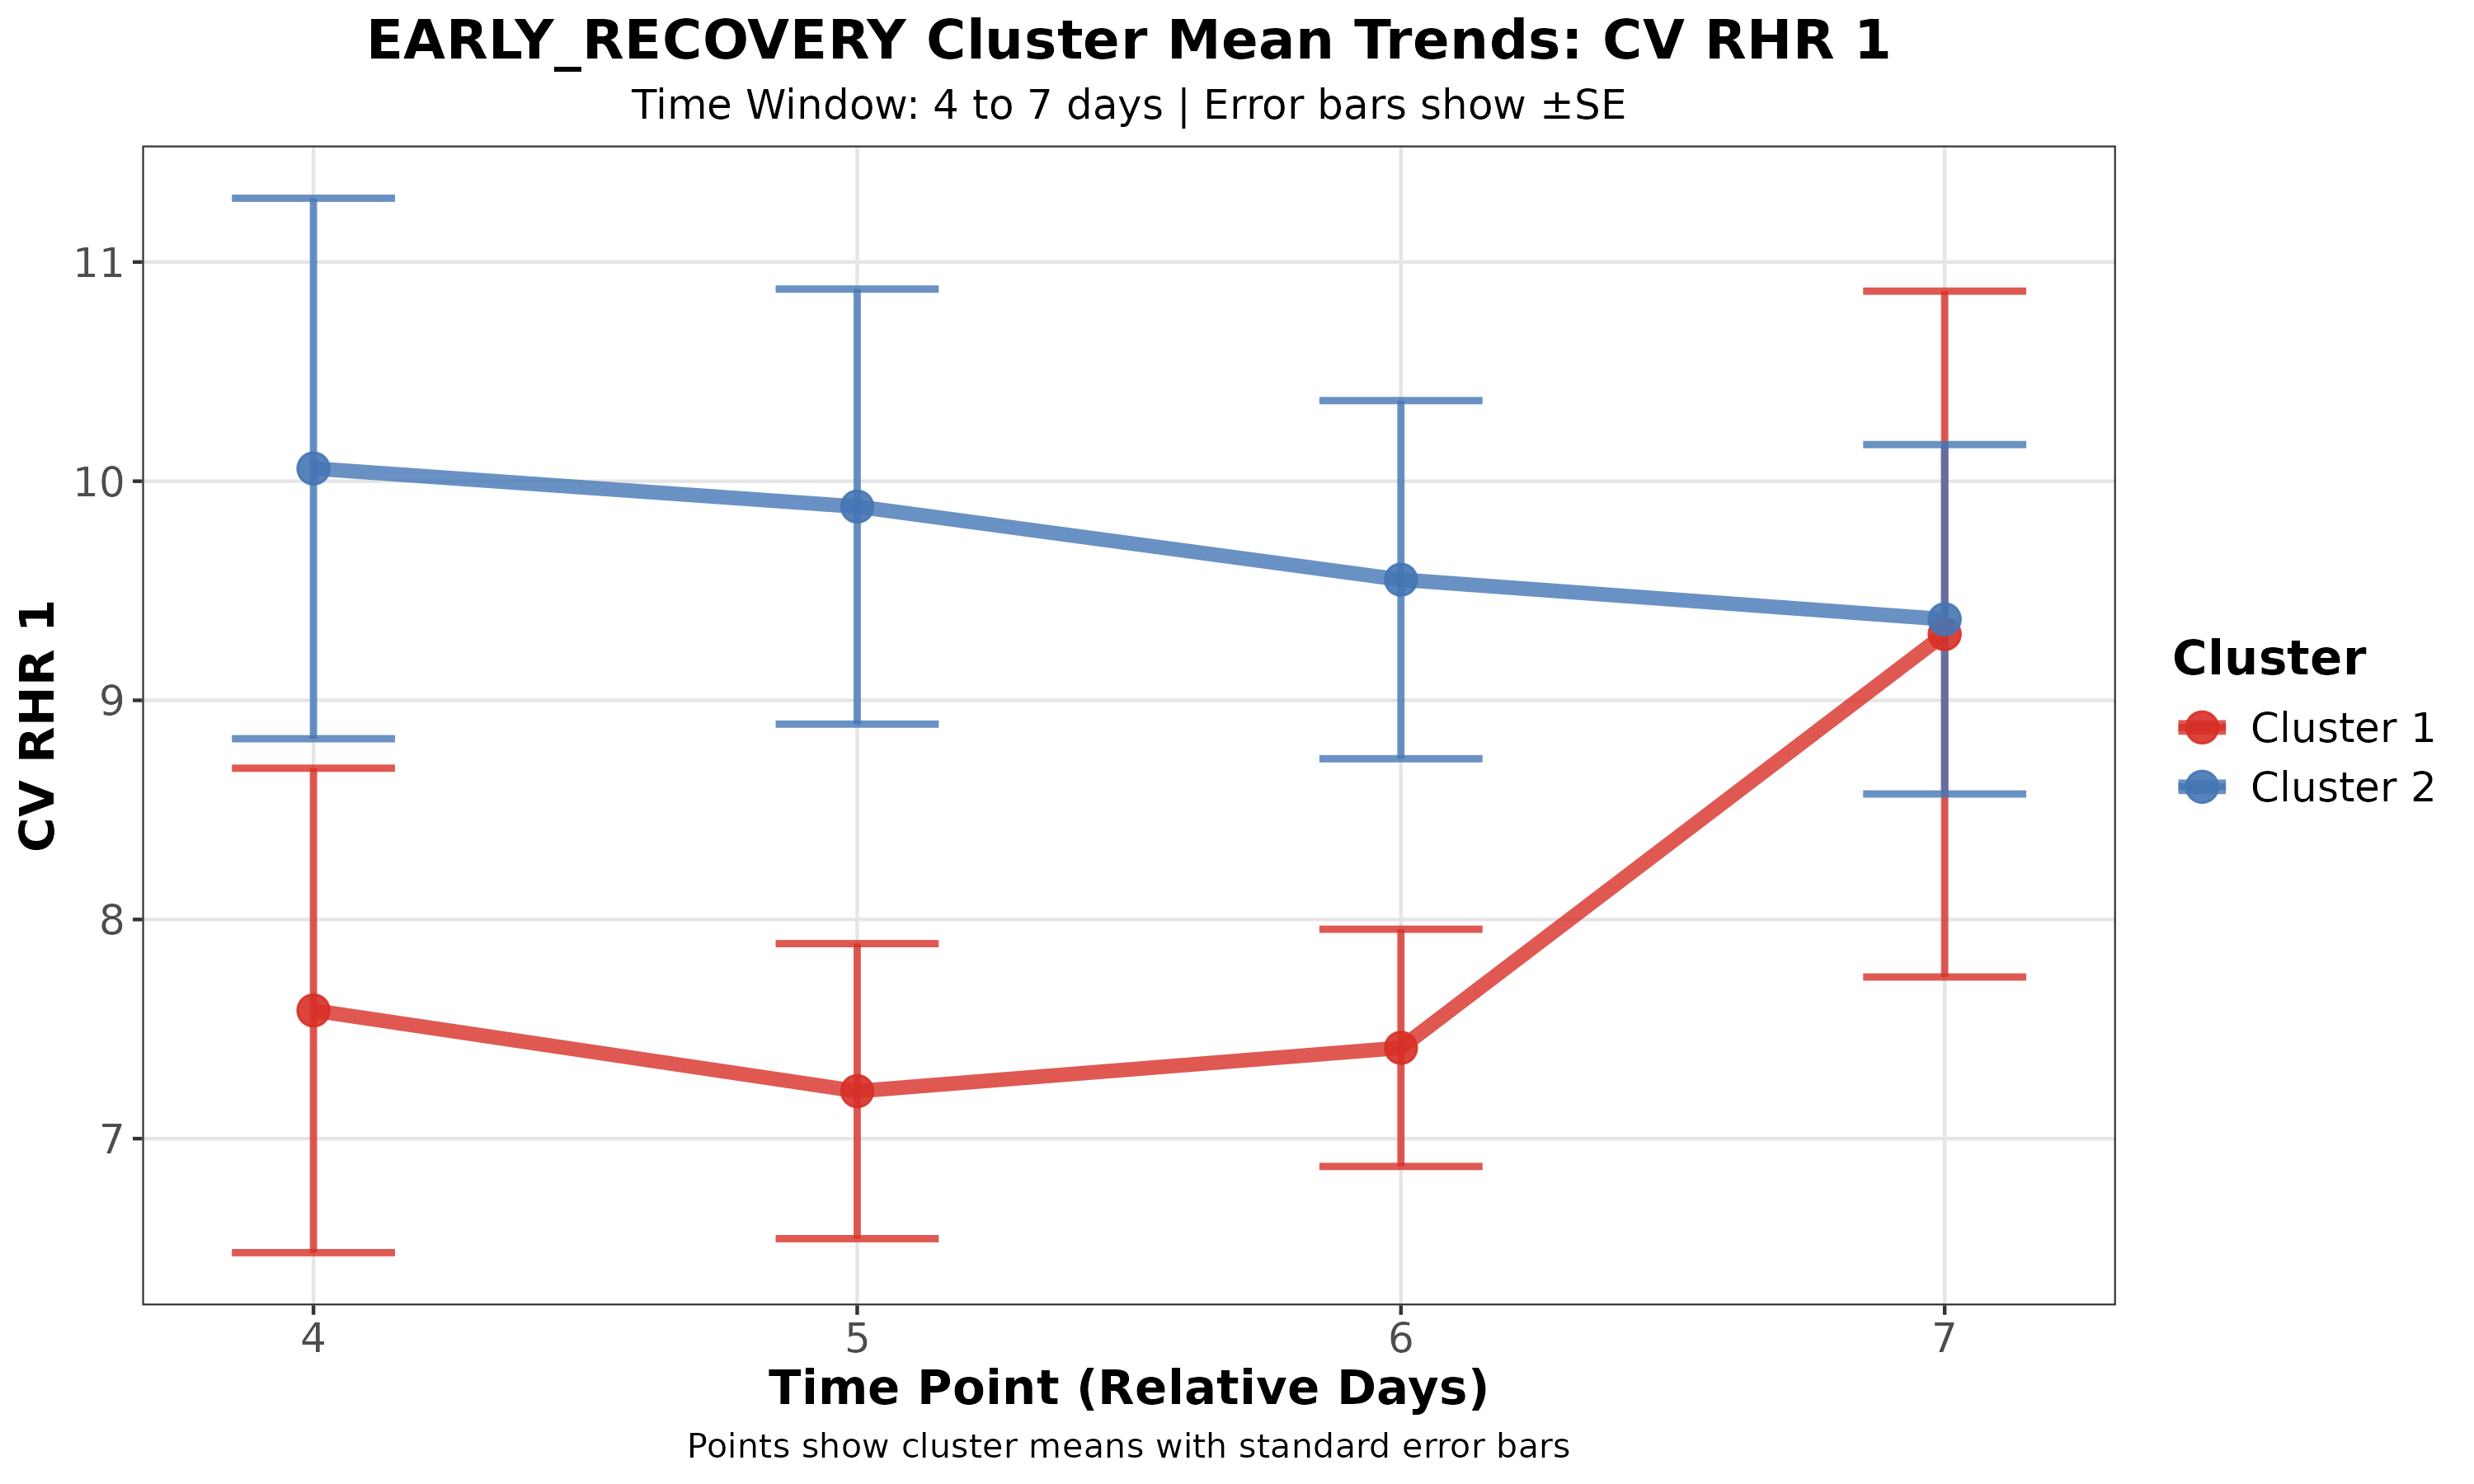 EARLY_RECOVERY Cluster Mean Trends: CV RHR 1
Time Window: 4 to 7 days | Error bars show ±SE
CV RHR 1
11
10
9
8
7
4 5 6 7
Time Point (Relative Days)
Points show cluster means with standard error bars
Cluster
Cluster 1
Cluster 2